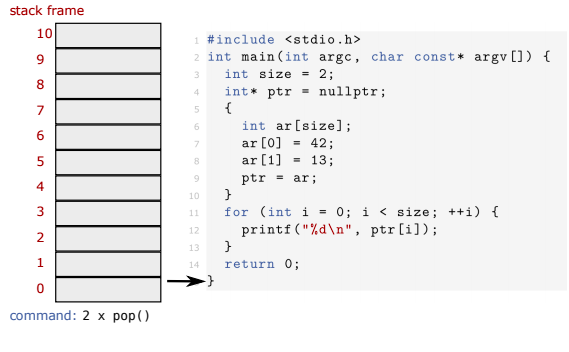 stack frame
10
9
8
7
6
5
4
3
2
1
0
command: 2 x pop()
1 #include <stdio.h>
2 int main(int argc, char const* argv[]) {
3   int size = 2;
4   int* ptr = nullptr;
5   {
6     int ar[size];
7     ar[0] = 42;
8     ar[1] = 13;
9     ptr = ar;
10   }
11   for (int i = 0; i < size; ++i) {
12     printf("%d\n", ptr[i]);
13   }
14   return 0;
}